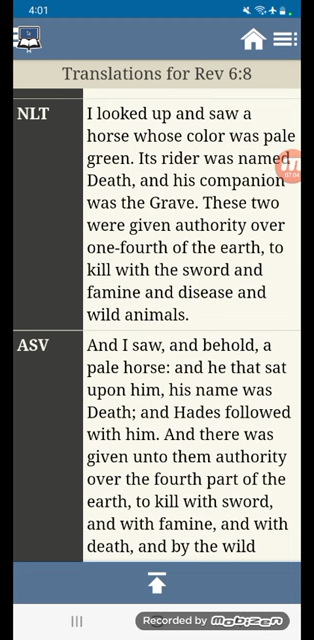 4:01
Translations for Rev 6:8
NLT
I looked up and saw a
horse whose color was pale
green. Its rider was named
Death, and his companion
was the Grave. These two
were given authority over
one-fourth of the earth, to
kill with the sword and
famine and disease and
wild animals.
ASV
And I saw, and behold, a
pale horse: and he that sat
upon him, his name was
Death; and Hades followed
with him. And there was
given unto them authority
over the fourth part of the
earth, to kill with sword,
and with famine, and with
death, and by the wild
Recorded by mobizen